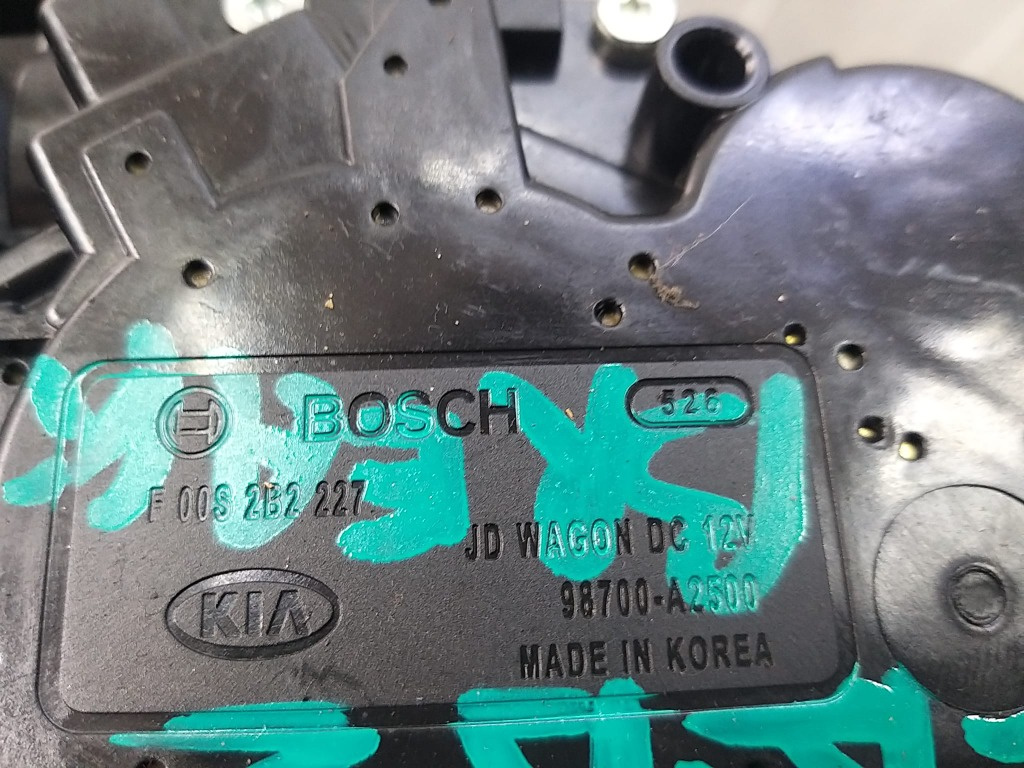 BOSCH 526
F 00S 2B2 227
JD WAGON DC 12V
KIA 98700-A2500
MADE IN KOREA